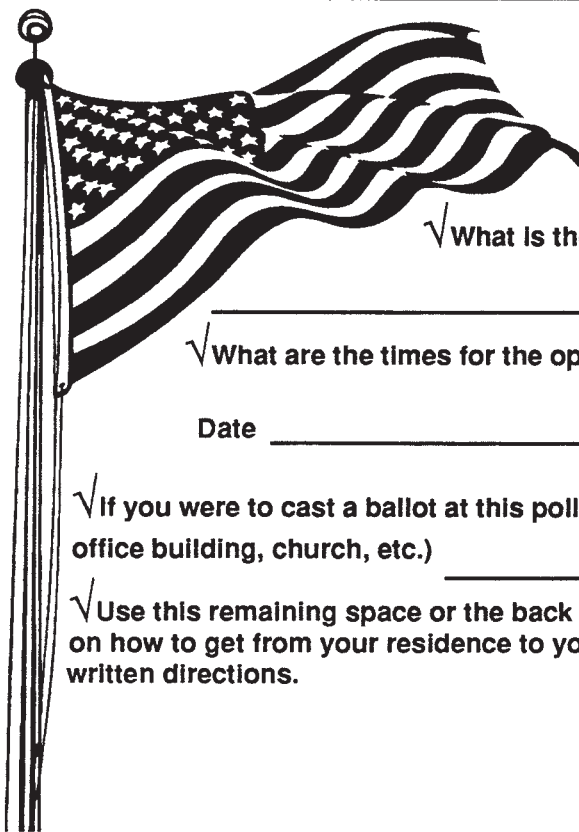 √What is th
√What are the times for the op
Date
√If you were to cast a ballot at this poll
office building, church, etc.)
√Use this remaining space or the back
on how to get from your residence to yo
written directions.